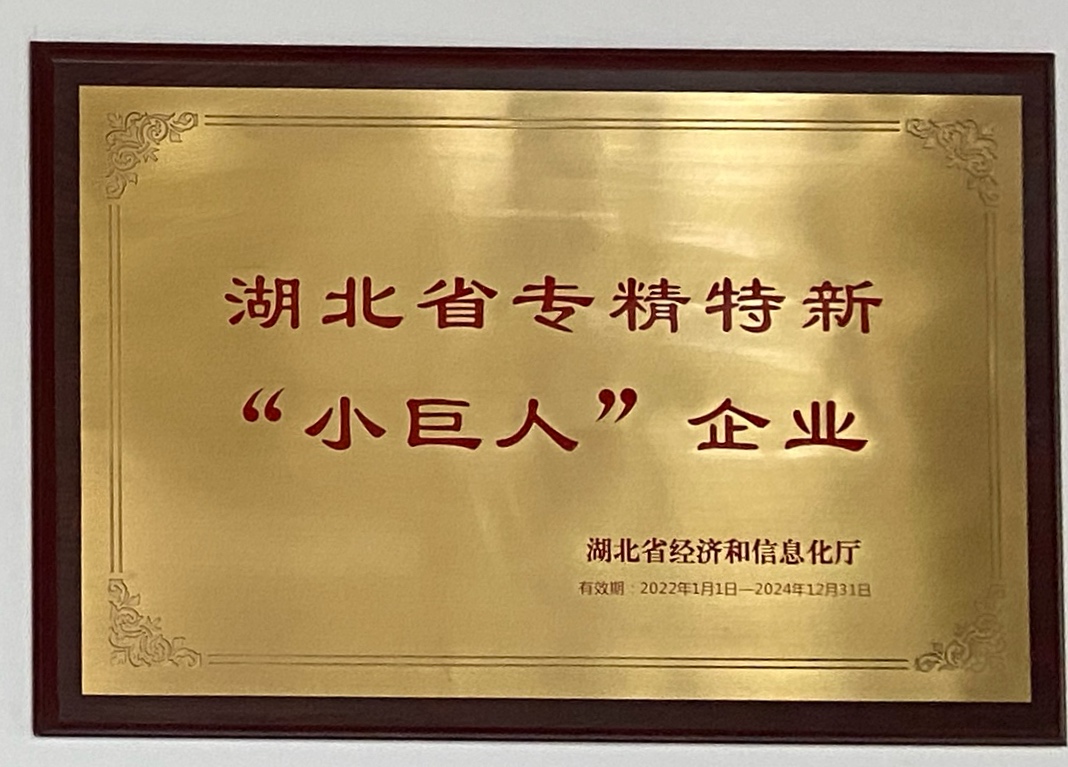 湖北省专精特新
“小巨人”企业
湖北省经济和信息化厅
有效期：2022年1月1日—2024年12月31日